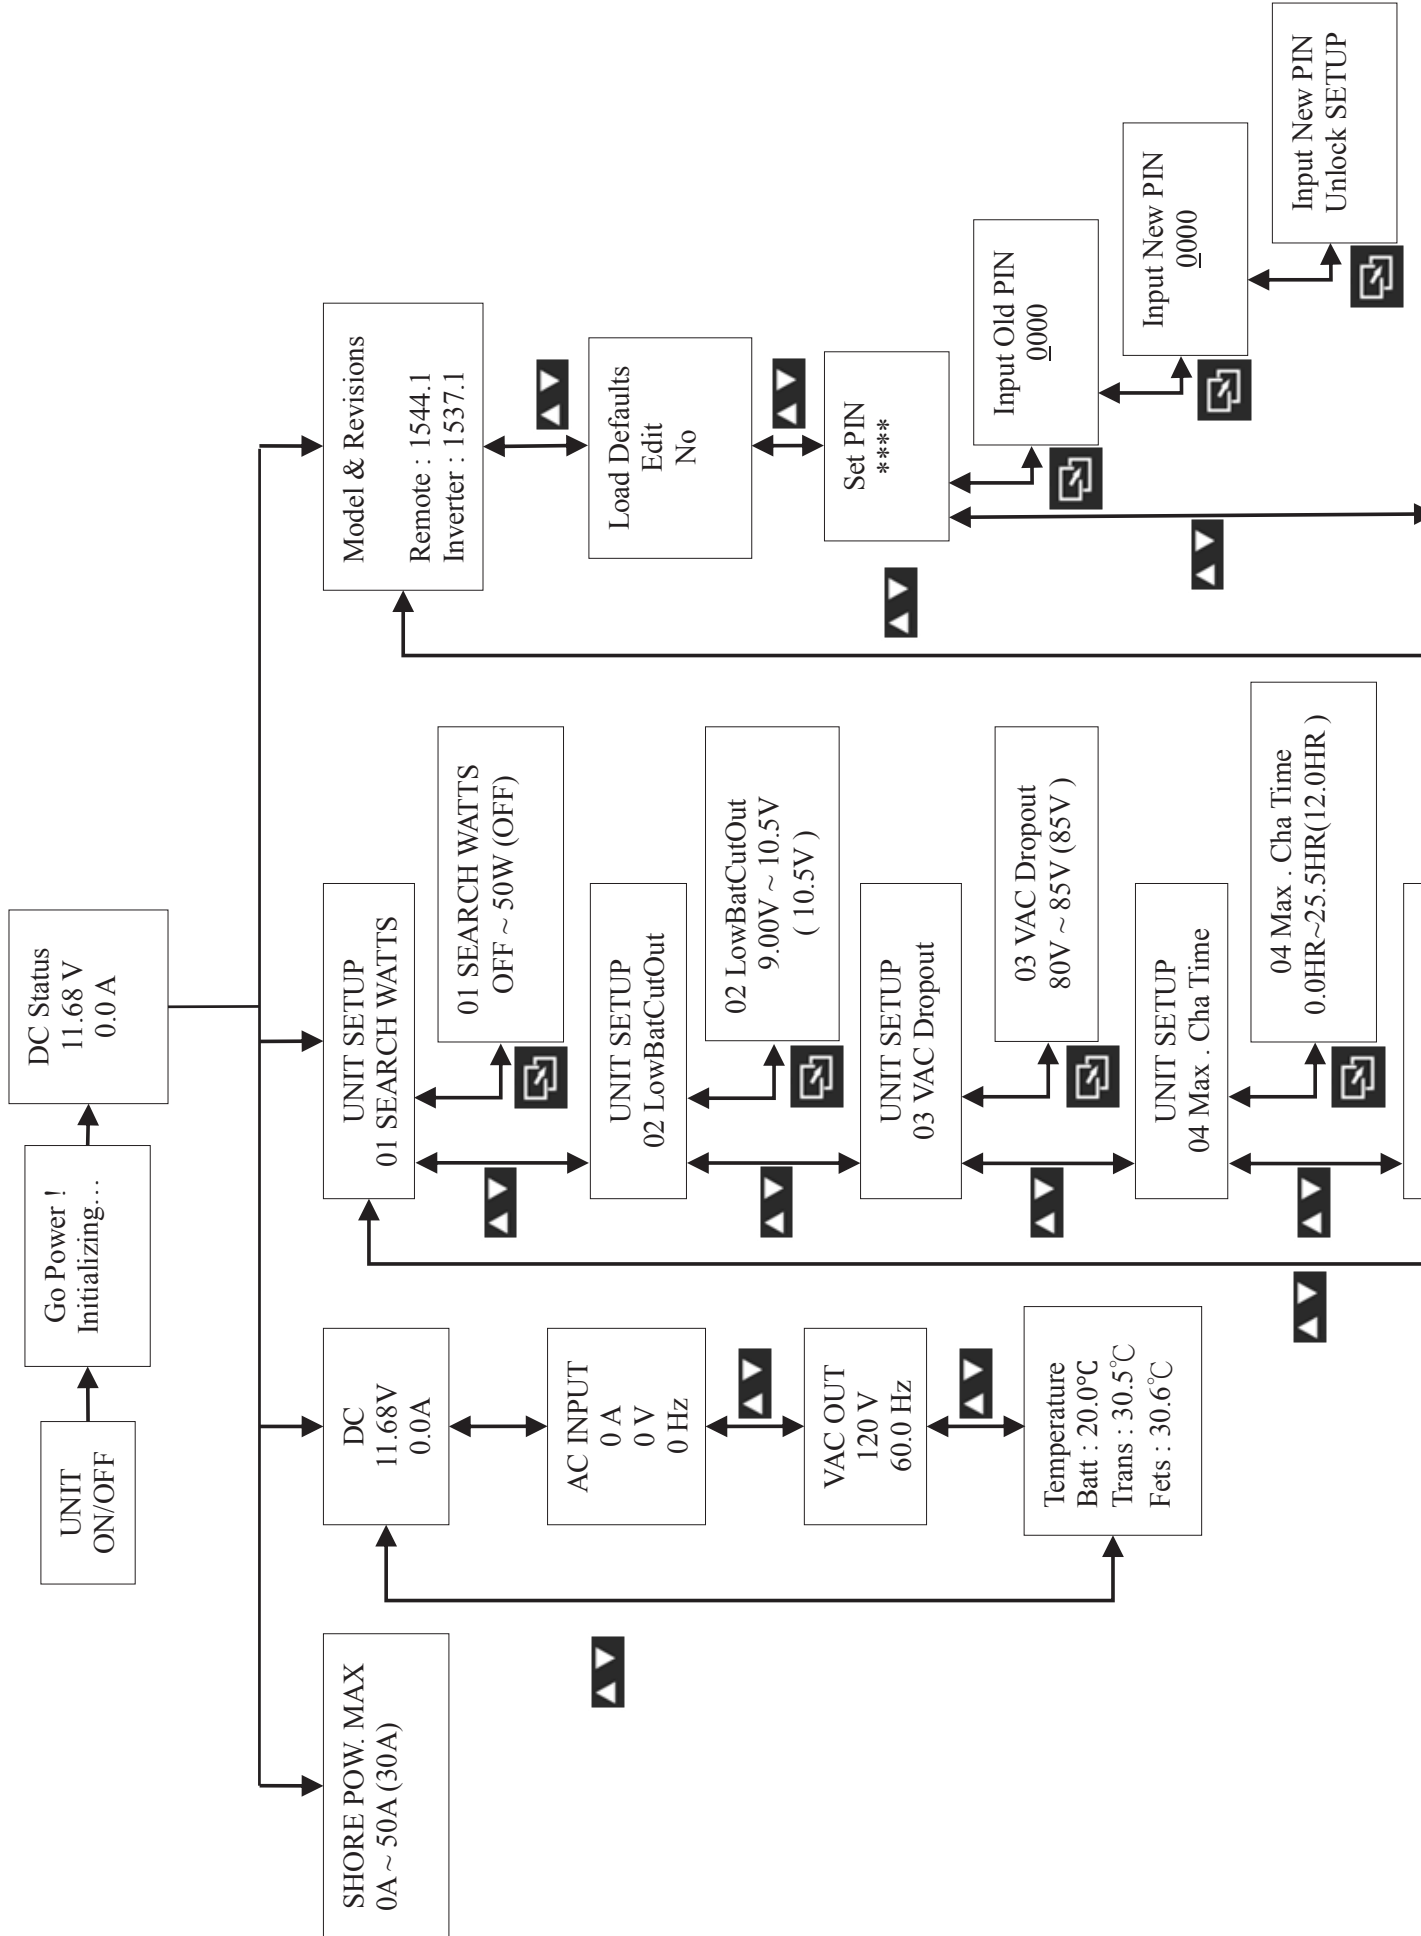 UNIT
ON/OFF
Go Power !
Initializing...
DC Status
11.68 V
0.0 A
SHORE POW. MAX
0A ~ 50A (30A)
DC
11.68V
0.0A
AC INPUT
0 A
0 V
0 Hz
VAC OUT
120 V
60.0 Hz
Temperature
Batt : 20.0℃
Trans : 30.5℃
Fets : 30.6℃
UNIT SETUP
01 SEARCH WATTS
01 SEARCH WATTS
OFF ~ 50W (OFF)
UNIT SETUP
02 LowBatCutOut
02 LowBatCutOut
9.00V ~ 10.5V
( 10.5V )
UNIT SETUP
03 VAC Dropout
03 VAC Dropout
80V ~ 85V (85V )
UNIT SETUP
04 Max . Cha Time
04 Max . Cha Time
0.0HR~25.5HR(12.0HR )
Model & Revisions
Remote : 1544.1
Inverter : 1537.1
Load Defaults
Edit
No
Set PIN
****
Input Old PIN
0000
Input New PIN
0000
Input New PIN
Unlock SETUP